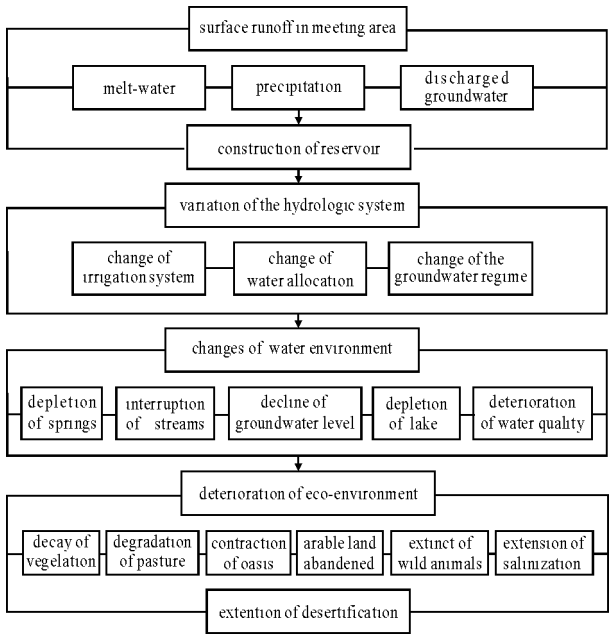 surface runoff in meeting area
melt-water
precipitation
discharged
groundwater
construction of reservoir
variation of the hydrologic system
change of
irrigation system
change of
water allocation
change of the
groundwater regime
changes of water environment
depletion
of springs
interruption
of streams
decline of
groundwater level
depletion
of lake
deterioration
of water quality
deterioration of eco-environment
decay of
vegelation
degradation
of pasture
contraction
of oasis
arable land
abandened
extinct of
wild animals
extension of
salinization
extention of desertification